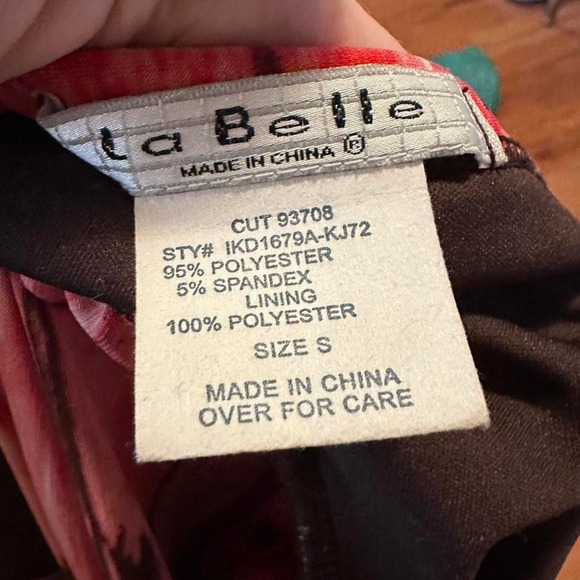 La Belle
MADE IN CHINA ®
CUT 93708
STY# IKD1679A-KJ72
95% POLYESTER
5% SPANDEX
LINING
100% POLYESTER
SIZE S
MADE IN CHINA
OVER FOR CARE